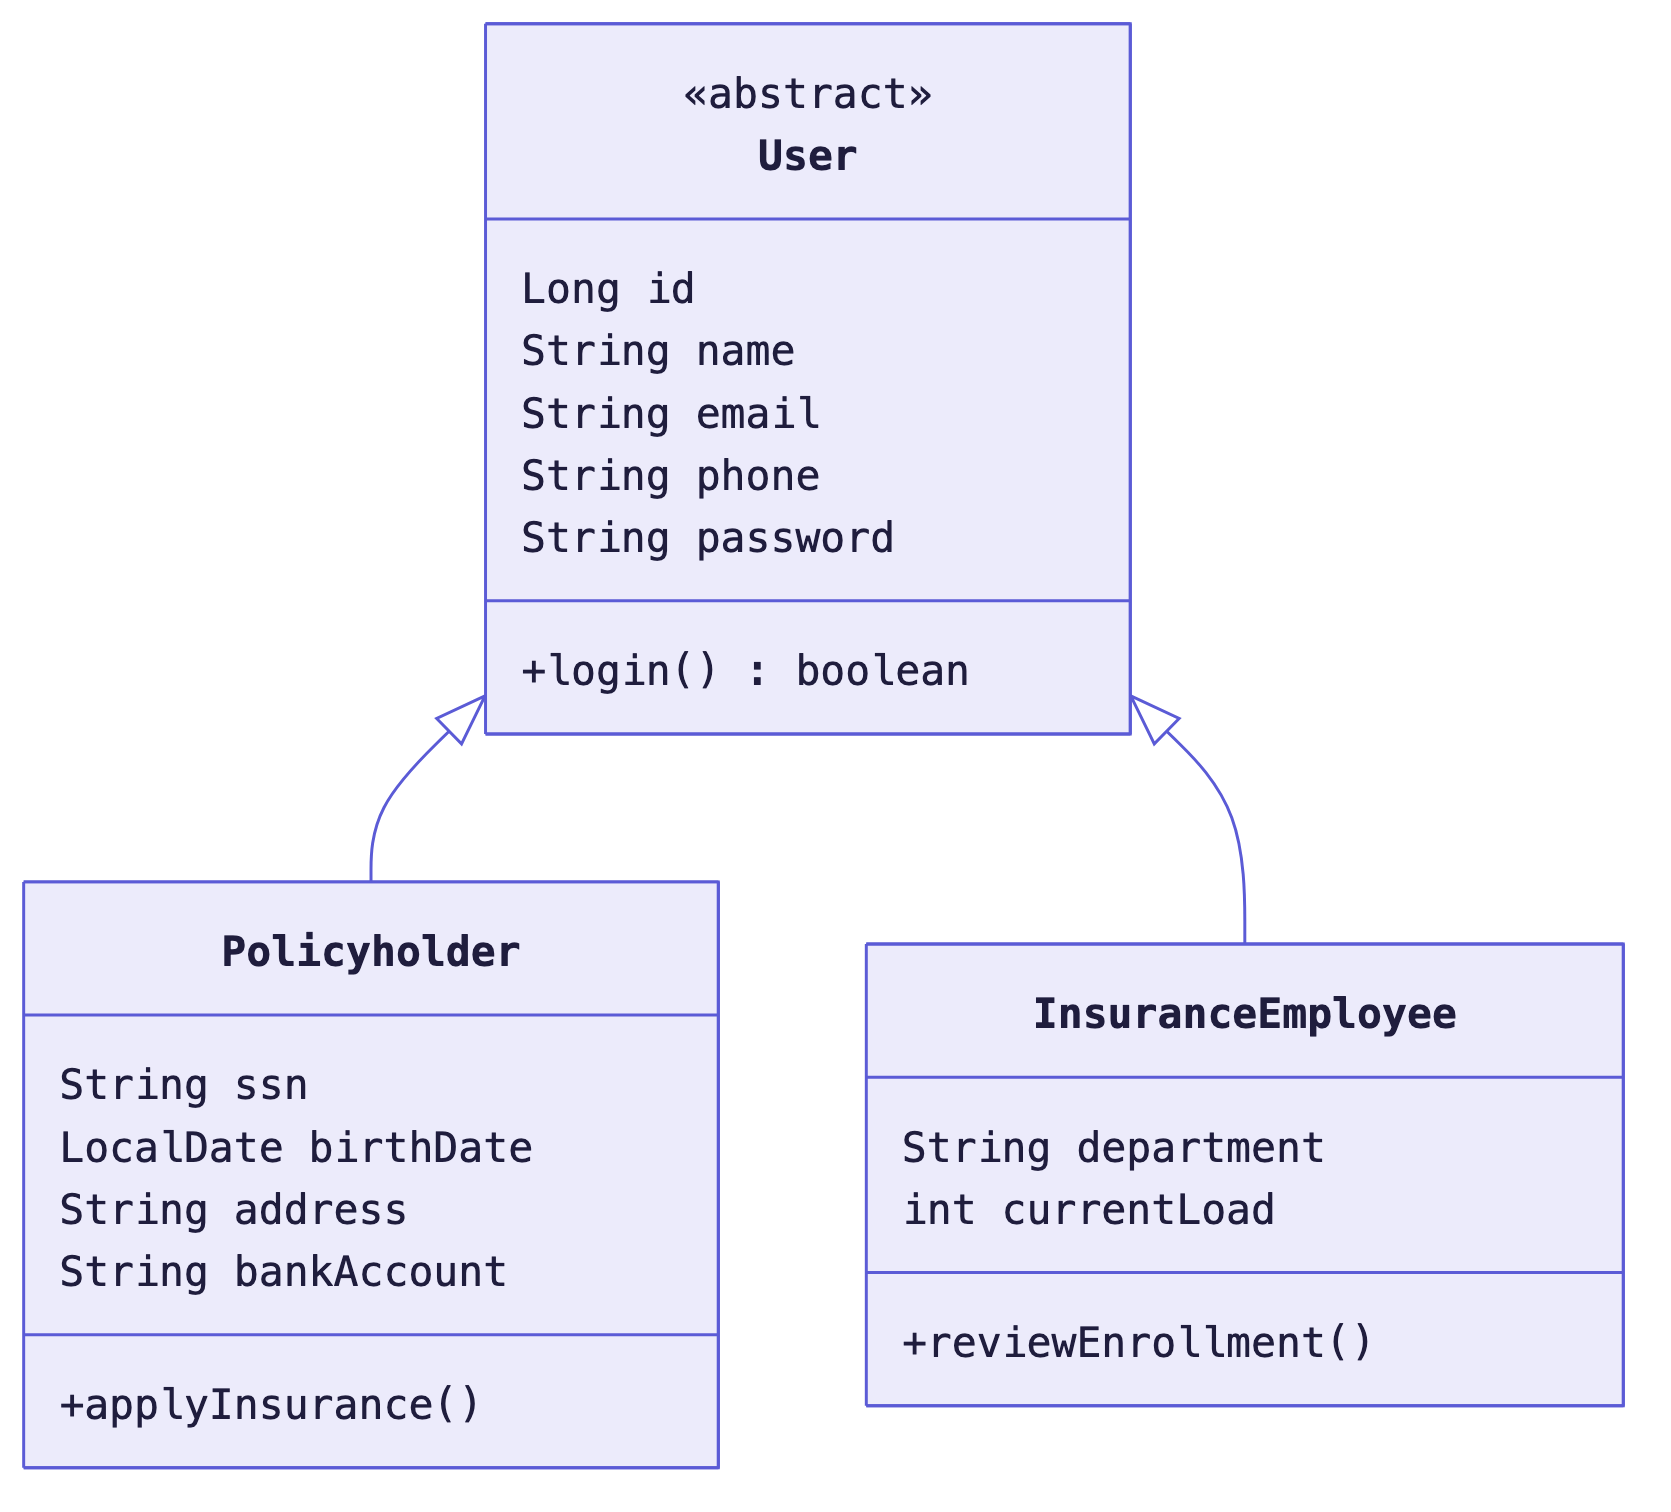 «abstract»
User
Long id
String name
String email
String phone
String password
+login() : boolean
Policyholder
String ssn
LocalDate birthDate
String address
String bankAccount
+applyInsurance()
InsuranceEmployee
String department
int currentLoad
+reviewEnrollment()